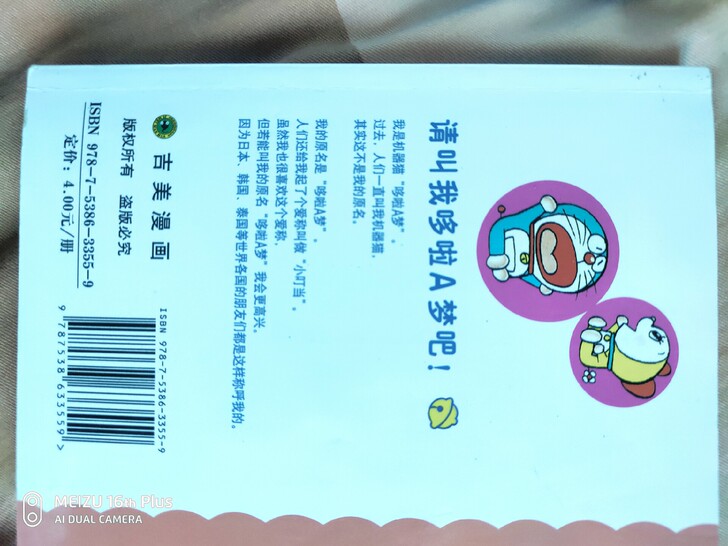 请叫我哆啦A梦吧！
我是机器猫“哆啦A梦”，
过去，人们一直叫我机器猫，
其实这不是我的原名。
我的原名是“哆啦A梦”，
人们还给我起了个爱称叫做“小叮当”。
虽然我也很喜欢这个爱称，
但若能叫我的原名“哆啦A梦”我会更高兴。
因为日本、韩国、泰国等世界各国的朋友们都是这样称呼我的。
吉美漫画
版权所有 盗版必究
ISBN 978-7-5386-3355-9
定价：4.00元/册
ISBN 978-7-5386-3355-9
9 787538 633559 >
MEIZU 16th Plus
AI DUAL CAMERA